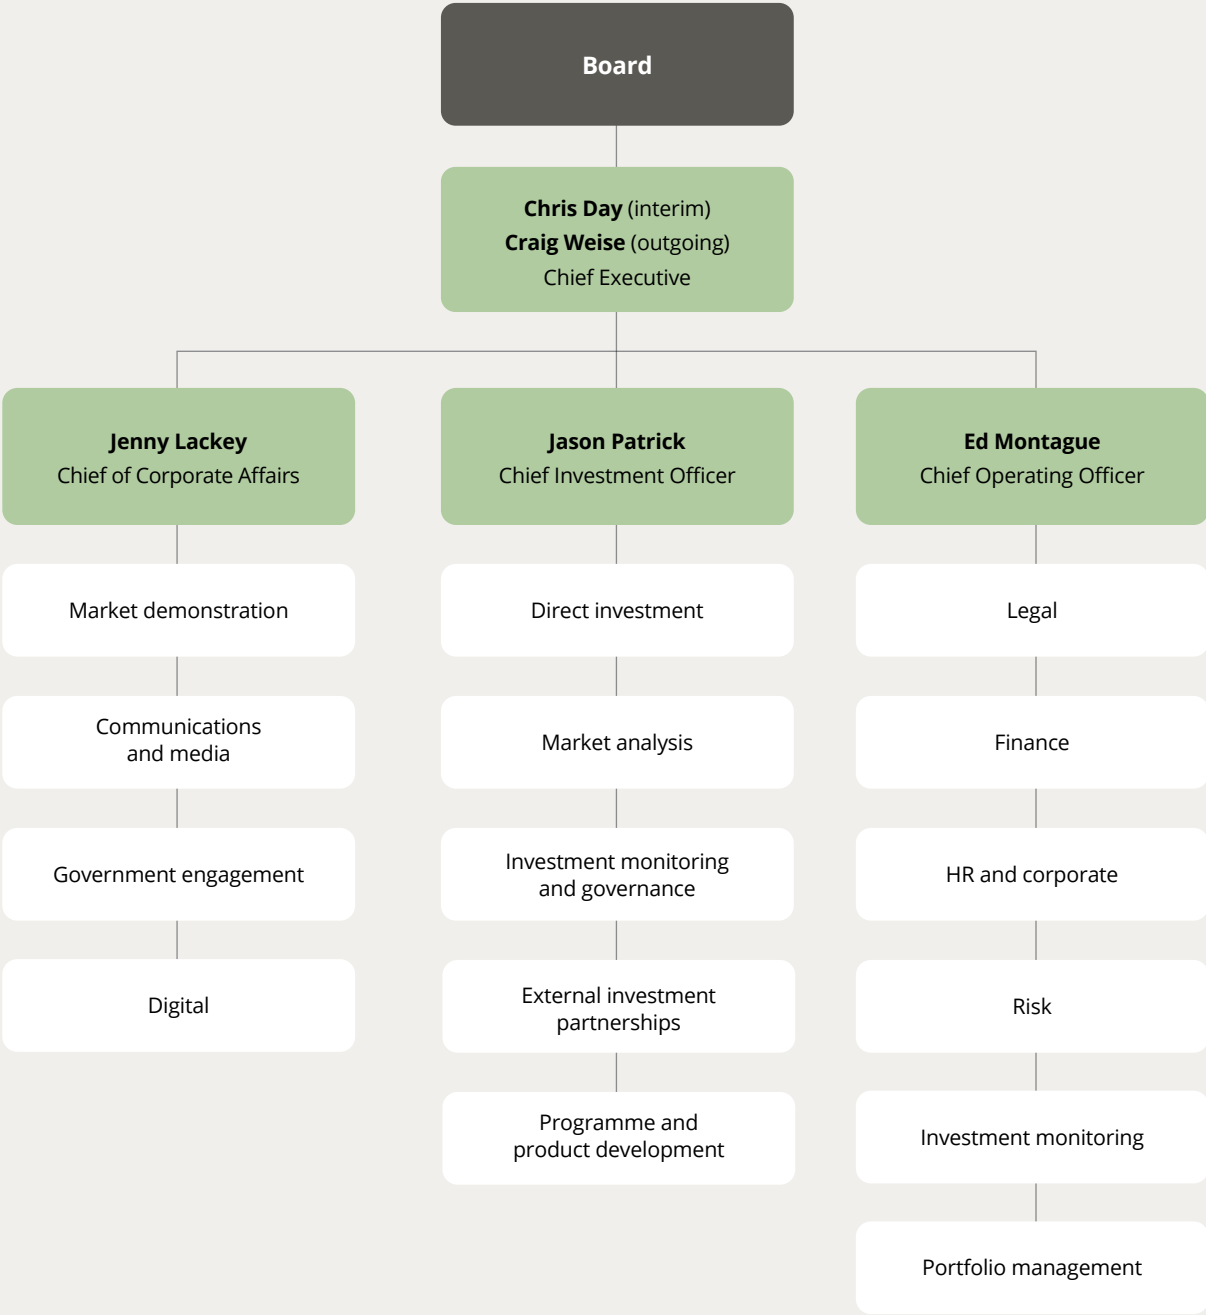 Board
Chris Day (interim)
Craig Weise (outgoing)
Chief Executive
Jenny Lackey
Chief of Corporate Affairs
Market demonstration
Communications
and media
Government engagement
Digital
Jason Patrick
Chief Investment Officer
Direct investment
Market analysis
Investment monitoring
and governance
External investment
partnerships
Programme and
product development
Ed Montague
Chief Operating Officer
Legal
Finance
HR and corporate
Risk
Investment monitoring
Portfolio management